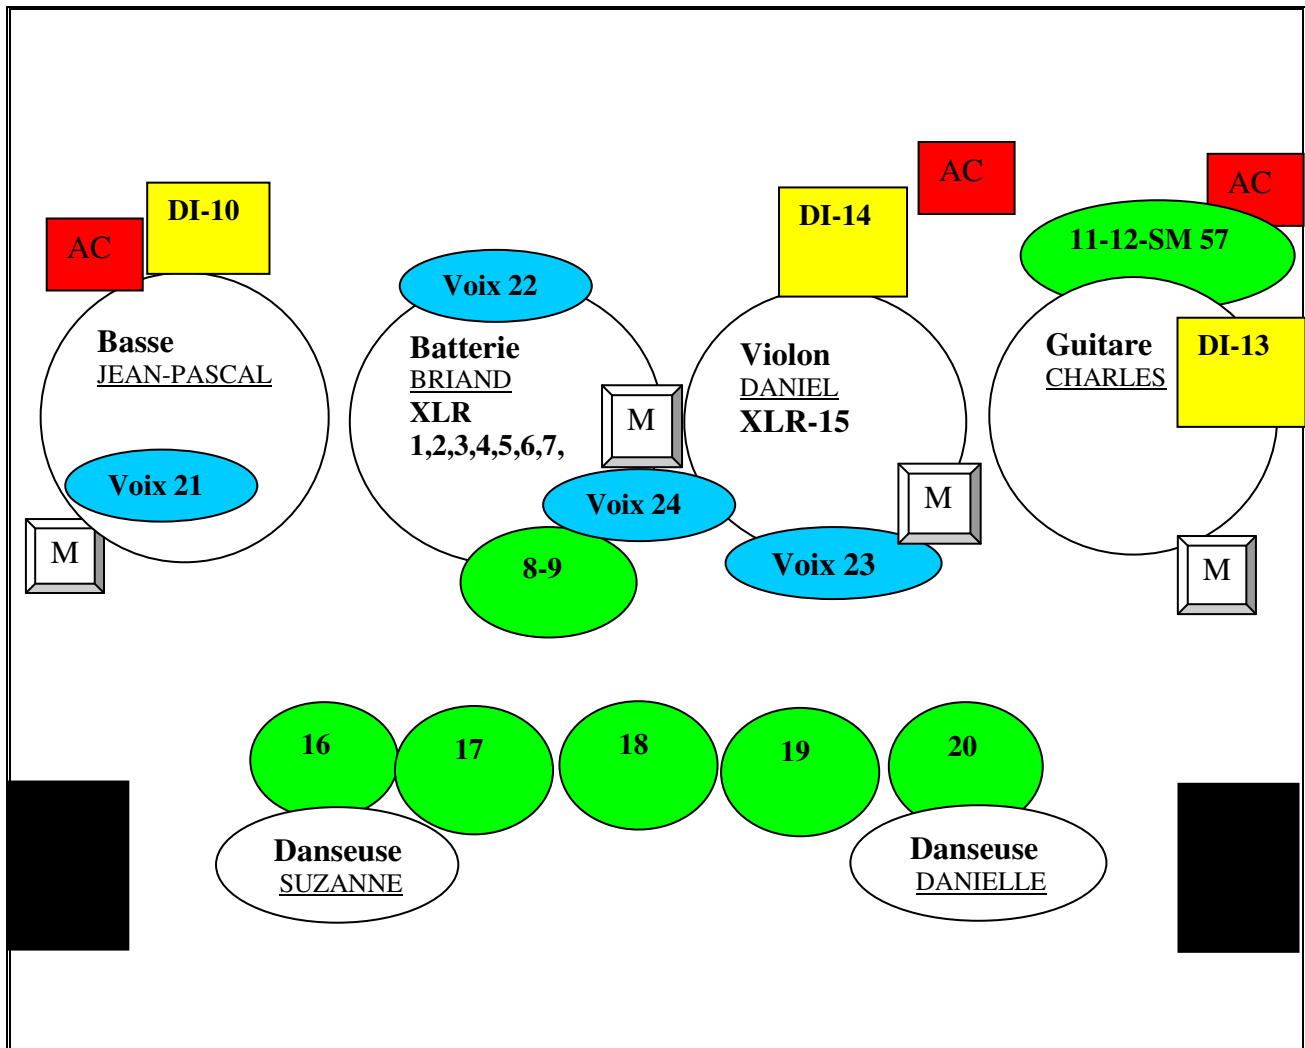 AC
DI-10
DI-14
AC
AC
11-12-SM 57
Voix 22
Basse
JEAN-PASCAL
Batterie
BRIAND
XLR
1,2,3,4,5,6,7,
M
Violon
DANIEL
XLR-15
Guitare
CHARLES
DI-13
Voix 21
Voix 24
M
M
8-9
Voix 23
M
16
17
18
19
20
Danseuse
SUZANNE
Danseuse
DANIELLE